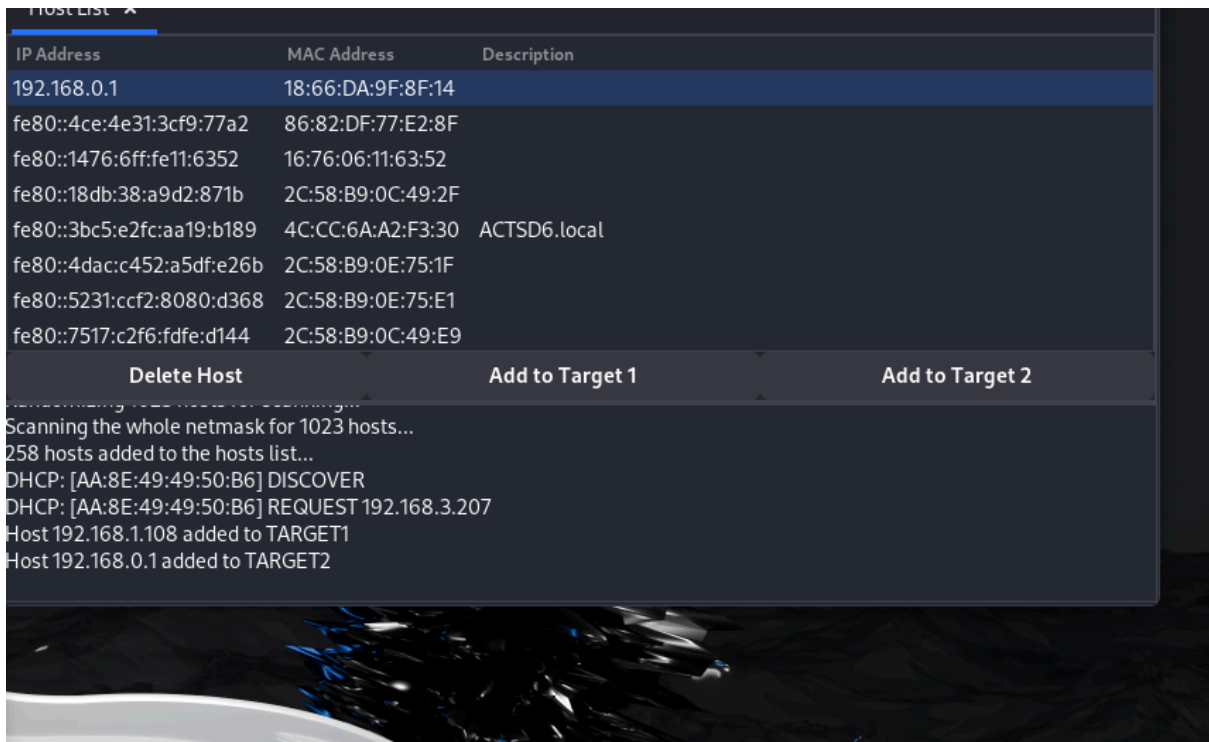 Host List ×
IP Address MAC Address Description
192.168.0.1 18:66:DA:9F:8F:14
fe80::4ce:4e31:3cf9:77a2 86:82:DF:77:E2:8F
fe80::1476:6ff:fe11:6352 16:76:06:11:63:52
fe80::18db:38:a9d2:871b 2C:58:B9:0C:49:2F
fe80::3bc5:e2fc:aa19:b189 4C:CC:6A:A2:F3:30 ACTSD6.local
fe80::4dac:c452:a5df:e26b 2C:58:B9:0E:75:1F
fe80::5231:ccf2:8080:d368 2C:58:B9:0E:75:E1
fe80::7517:c2f6:fdfe:d144 2C:58:B9:0C:49:E9
Delete Host Add to Target 1 Add to Target 2
Randomizing 1023 hosts for scanning...
Scanning the whole netmask for 1023 hosts...
258 hosts added to the hosts list...
DHCP: [AA:8E:49:49:50:B6] DISCOVER
DHCP: [AA:8E:49:49:50:B6] REQUEST 192.168.3.207
Host 192.168.1.108 added to TARGET1
Host 192.168.0.1 added to TARGET2